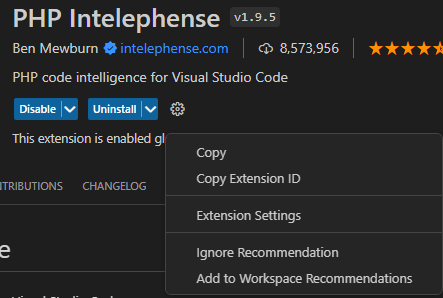 PHP Intelephense v1.9.5
Ben Mewburn intelephense.com 8,573,956
PHP code intelligence for Visual Studio Code
Disable Uninstall
This extension is enabled gl
Copy
Copy Extension ID
NTRIBUTIONS CHANGELOG
Extension Settings
Ignore Recommendation
Add to Workspace Recommendations